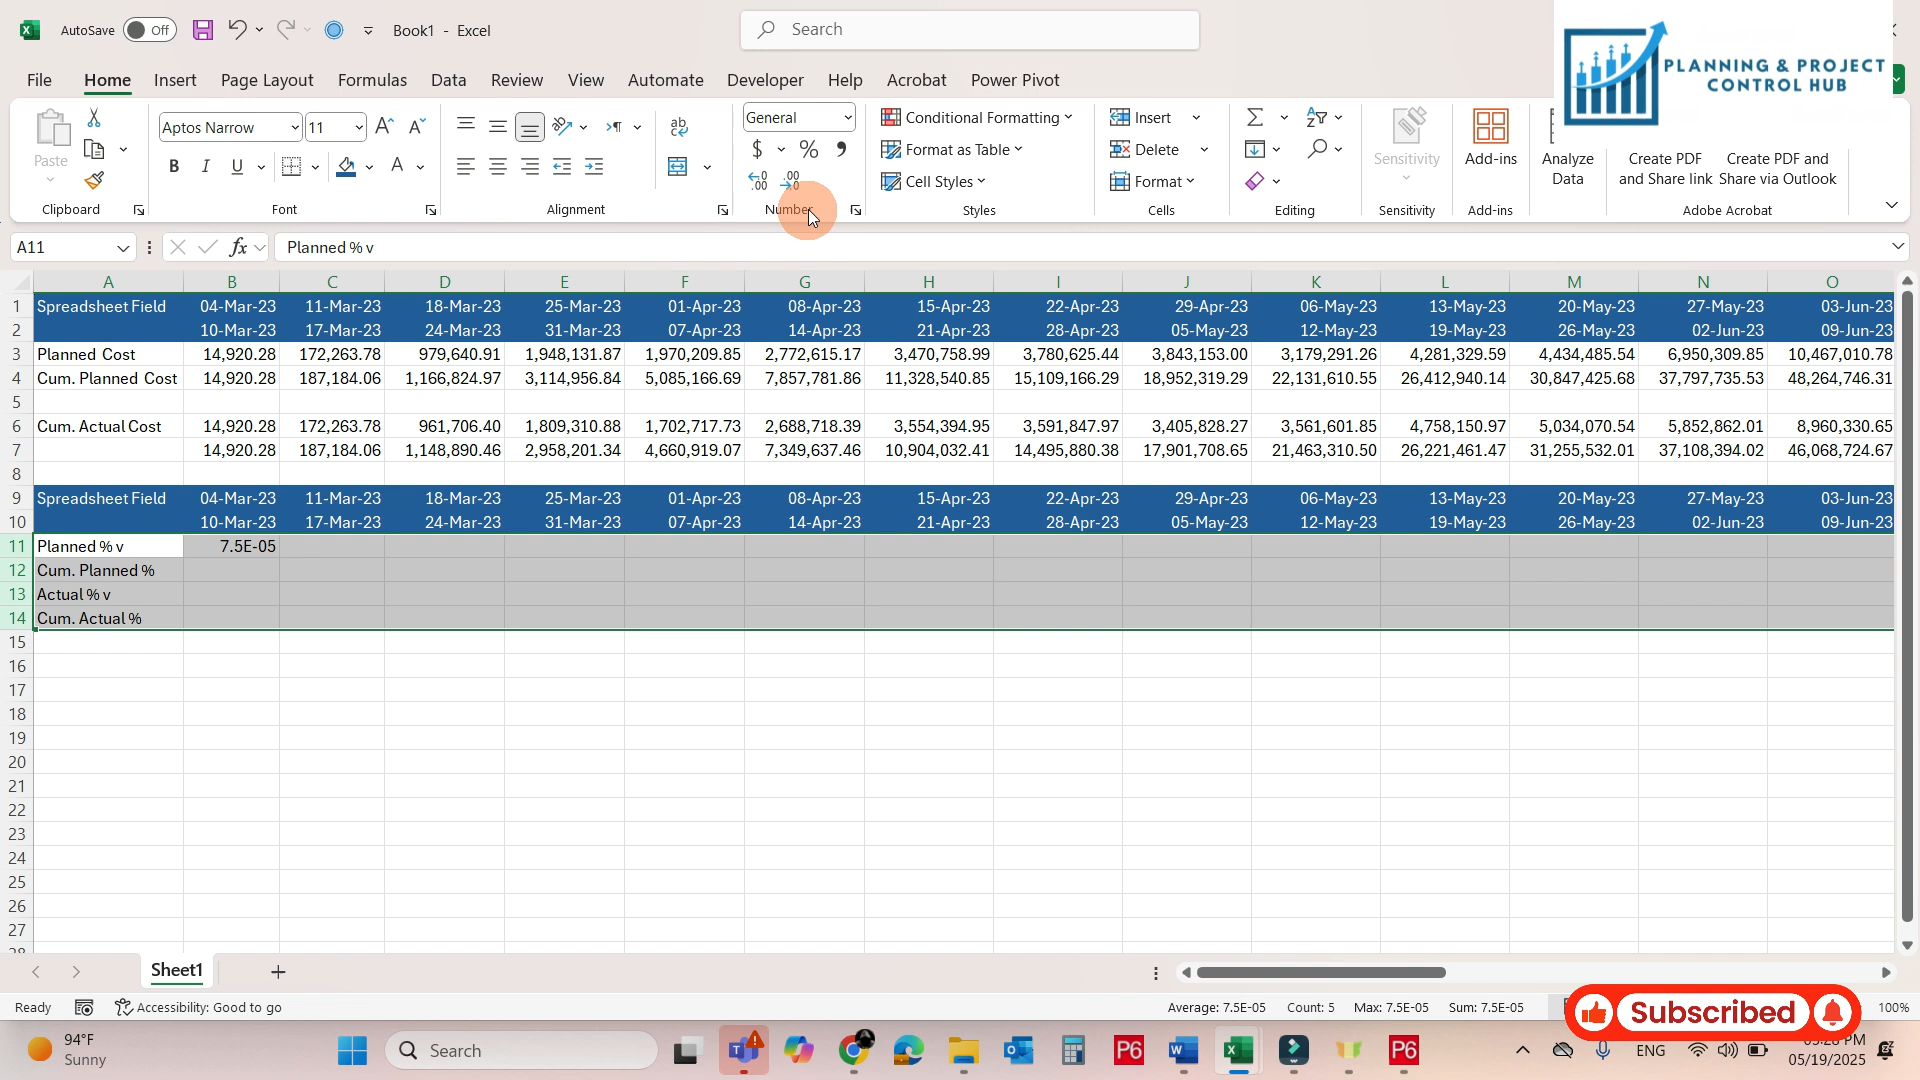 AutoSave Off Book1 - Excel Search
PLANNING & PROJECT
CONTROL HUB
File Home Insert Page Layout Formulas Data Review View Automate Developer Help Acrobat Power Pivot
Paste Aptos Narrow 11 General Conditional Formatting Insert
Format as Table Delete Sensitivity Add-ins Analyze Data Create PDF and Share link Create PDF and Share via Outlook
Cell Styles Format
Clipboard Font Alignment Number Styles Cells Editing Sensitivity Add-ins Adobe Acrobat
A11 fx Planned % v
A B C D E F G H I J K L M N O
1 Spreadsheet Field 04-Mar-23 11-Mar-23 18-Mar-23 25-Mar-23 01-Apr-23 08-Apr-23 15-Apr-23 22-Apr-23 29-Apr-23 06-May-23 13-May-23 20-May-23 27-May-23 03-Jun-23
2 10-Mar-23 17-Mar-23 24-Mar-23 31-Mar-23 07-Apr-23 14-Apr-23 21-Apr-23 28-Apr-23 05-May-23 12-May-23 19-May-23 26-May-23 02-Jun-23 09-Jun-23
3 Planned Cost 14,920.28 172,263.78 979,640.91 1,948,131.87 1,970,209.85 2,772,615.17 3,470,758.99 3,780,625.44 3,843,153.00 3,179,291.26 4,281,329.59 4,434,485.54 6,950,309.85 10,467,010.78
4 Cum. Planned Cost 14,920.28 187,184.06 1,166,824.97 3,114,956.84 5,085,166.69 7,857,781.86 11,328,540.85 15,109,166.29 18,952,319.29 22,131,610.55 26,412,940.14 30,847,425.68 37,797,735.53 48,264,746.31
5
6 Cum. Actual Cost 14,920.28 172,263.78 961,706.40 1,809,310.88 1,702,717.73 2,688,718.39 3,554,394.95 3,591,847.97 3,405,828.27 3,561,601.85 4,758,150.97 5,034,070.54 5,852,862.01 8,960,330.65
7 14,920.28 187,184.06 1,148,890.46 2,958,201.34 4,660,919.07 7,349,637.46 10,904,032.41 14,495,880.38 17,901,708.65 21,463,310.50 26,221,461.47 31,255,532.01 37,108,394.02 46,068,724.67
8
9 Spreadsheet Field 04-Mar-23 11-Mar-23 18-Mar-23 25-Mar-23 01-Apr-23 08-Apr-23 15-Apr-23 22-Apr-23 29-Apr-23 06-May-23 13-May-23 20-May-23 27-May-23 03-Jun-23
10 10-Mar-23 17-Mar-23 24-Mar-23 31-Mar-23 07-Apr-23 14-Apr-23 21-Apr-23 28-Apr-23 05-May-23 12-May-23 19-May-23 26-May-23 02-Jun-23 09-Jun-23
11 Planned % v 7.5E-05
12 Cum. Planned %
13 Actual % v
14 Cum. Actual %
15
16
17
18
19
20
21
22
23
24
25
26
27
Sheet1
Ready Accessibility: Good to go Average: 7.5E-05 Count: 5 Max: 7.5E-05 Sum: 7.5E-05 100%
Subscribed
94°F
Sunny
Search P6 P6 ENG
05/19/2025